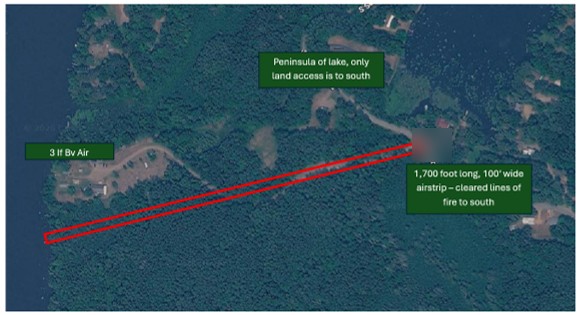 Peninsula of lake, only
land access is to south
3 If Bv Air
1,700 foot long, 100' wide
airstrip – cleared lines of
fire to south